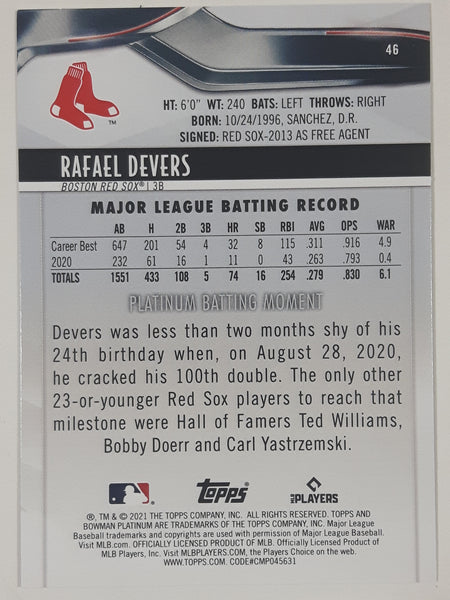 46
HT: 6'0" WT: 240 BATS: LEFT THROWS: RIGHT
BORN: 10/24/1996, SANCHEZ, D.R.
SIGNED: RED SOX-2013 AS FREE AGENT
TM
RAFAEL DEVERS
BOSTON RED SOX® | 3B
MAJOR LEAGUE BATTING RECORD
AB H 2B 3B HR SB RBI AVG OPS WAR
Career Best 647 201 54 4 32 8 115 .311 .916 4.9
2020 232 61 16 1 11 0 43 .263 .793 0.4
TOTALS 1551 433 108 5 74 16 254 .279 .830 6.1
PLATINUM BATTING MOMENT
Devers was less than two months shy of his
24th birthday when, on August 28, 2020,
he cracked his 100th double. The only other
23-or-younger Red Sox players to reach that
milestone were Hall of Famers Ted Williams,
Bobby Doerr and Carl Yastrzemski.
topps
PLAYERS
®, TM & © 2021 THE TOPPS COMPANY, INC. ALL RIGHTS RESERVED. TOPPS AND
BOWMAN PLATINUM ARE TRADEMARKS OF THE TOPPS COMPANY, INC. Major League
Baseball trademarks and copyrights are used with permission of Major League Baseball.
Visit MLB.com. OFFICIALLY LICENSED PRODUCT OF MLB. Officially Licensed Product of
MLB Players, Inc. Visit MLBPLAYERS.com, the Players Choice on the web.
WWW.TOPPS.COM. CODE#CMP045631